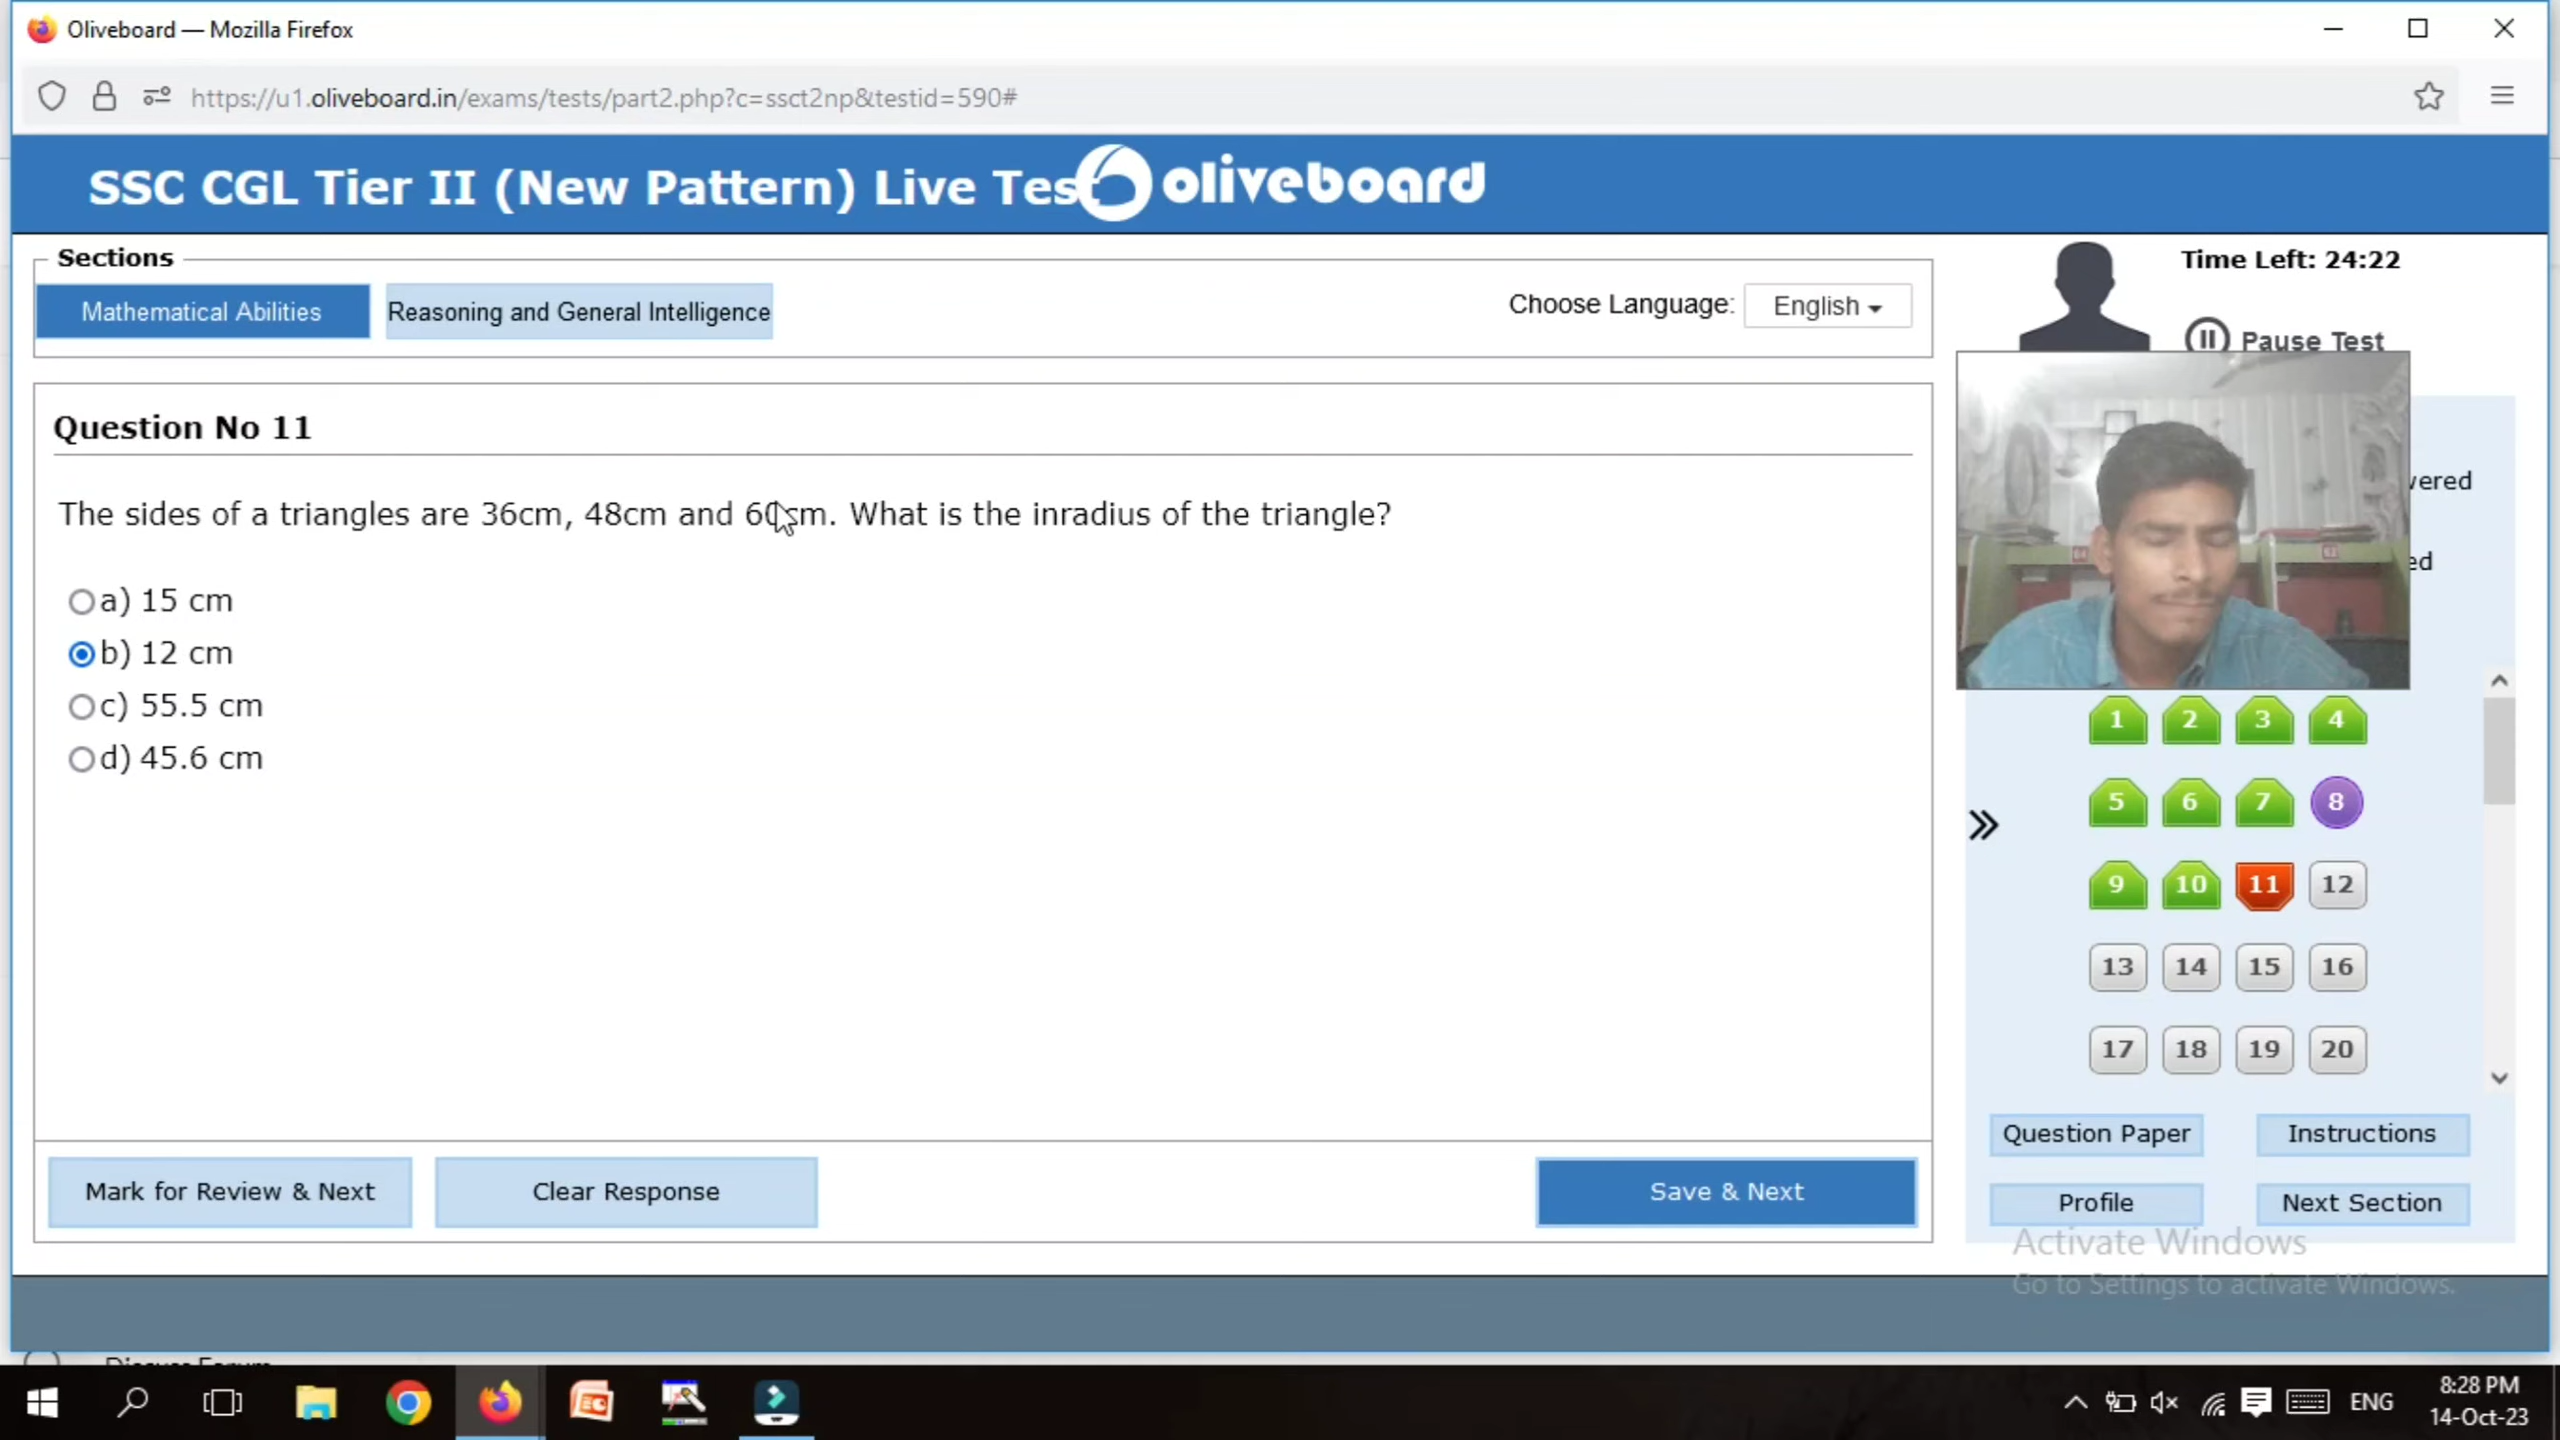 Oliveboard — Mozilla Firefox
https://u1.oliveboard.in/exams/tests/part2.php?c=ssct2np&testid=590#
SSC CGL Tier II (New Pattern) Live Tes
oliveboard
Sections
Mathematical Abilities
Reasoning and General Intelligence
Choose Language:
English
Time Left: 24:22
Pause Test
Question No 11
The sides of a triangles are 36cm, 48cm and 60cm. What is the inradius of the triangle?
a) 15 cm
b) 12 cm
c) 55.5 cm
d) 45.6 cm
1 2 3 4
5 6 7 8
9 10 11 12
13 14 15 16
17 18 19 20
Mark for Review & Next
Clear Response
Save & Next
Question Paper
Instructions
Profile
Next Section
Activate Windows
Go to Settings to activate Windows.
ENG
8:28 PM
14-Oct-23